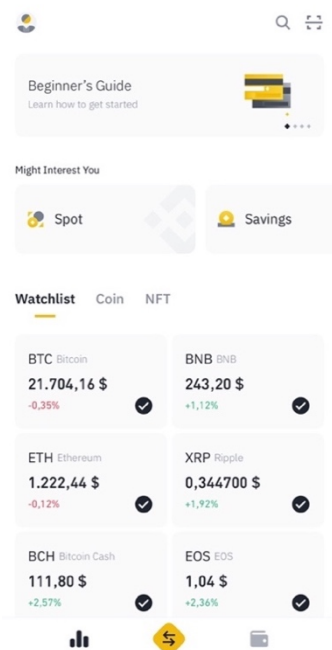 Beginner's Guide
Learn how to get started
Might Interest You
Spot
Savings
Watchlist Coin NFT
BTC Bitcoin
21.704,16 $
-0,35%
BNB BNB
243,20 $
+1,12%
ETH Ethereum
1.222,44 $
-0,12%
XRP Ripple
0,344700 $
+1,92%
BCH Bitcoin Cash
111,80 $
+2,57%
EOS EOS
1,04 $
+2,36%